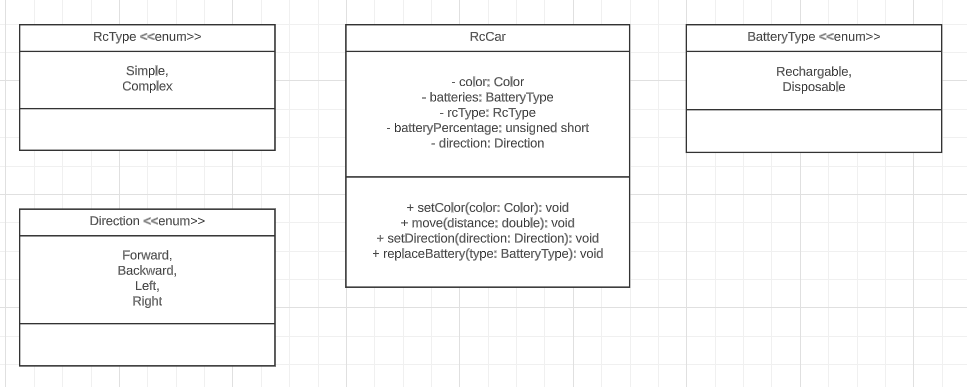 RcType <<enum>>
Simple,
Complex
Direction <<enum>>
Forward,
Backward,
Left,
Right
RcCar
- color: Color
- batteries: BatteryType
- rcType: RcType
- batteryPercentage: unsigned short
- direction: Direction
+ setColor(color: Color): void
+ move(distance: double): void
+ setDirection(direction: Direction): void
+ replaceBattery(type: BatteryType): void
BatteryType <<enum>>
Rechargable,
Disposable